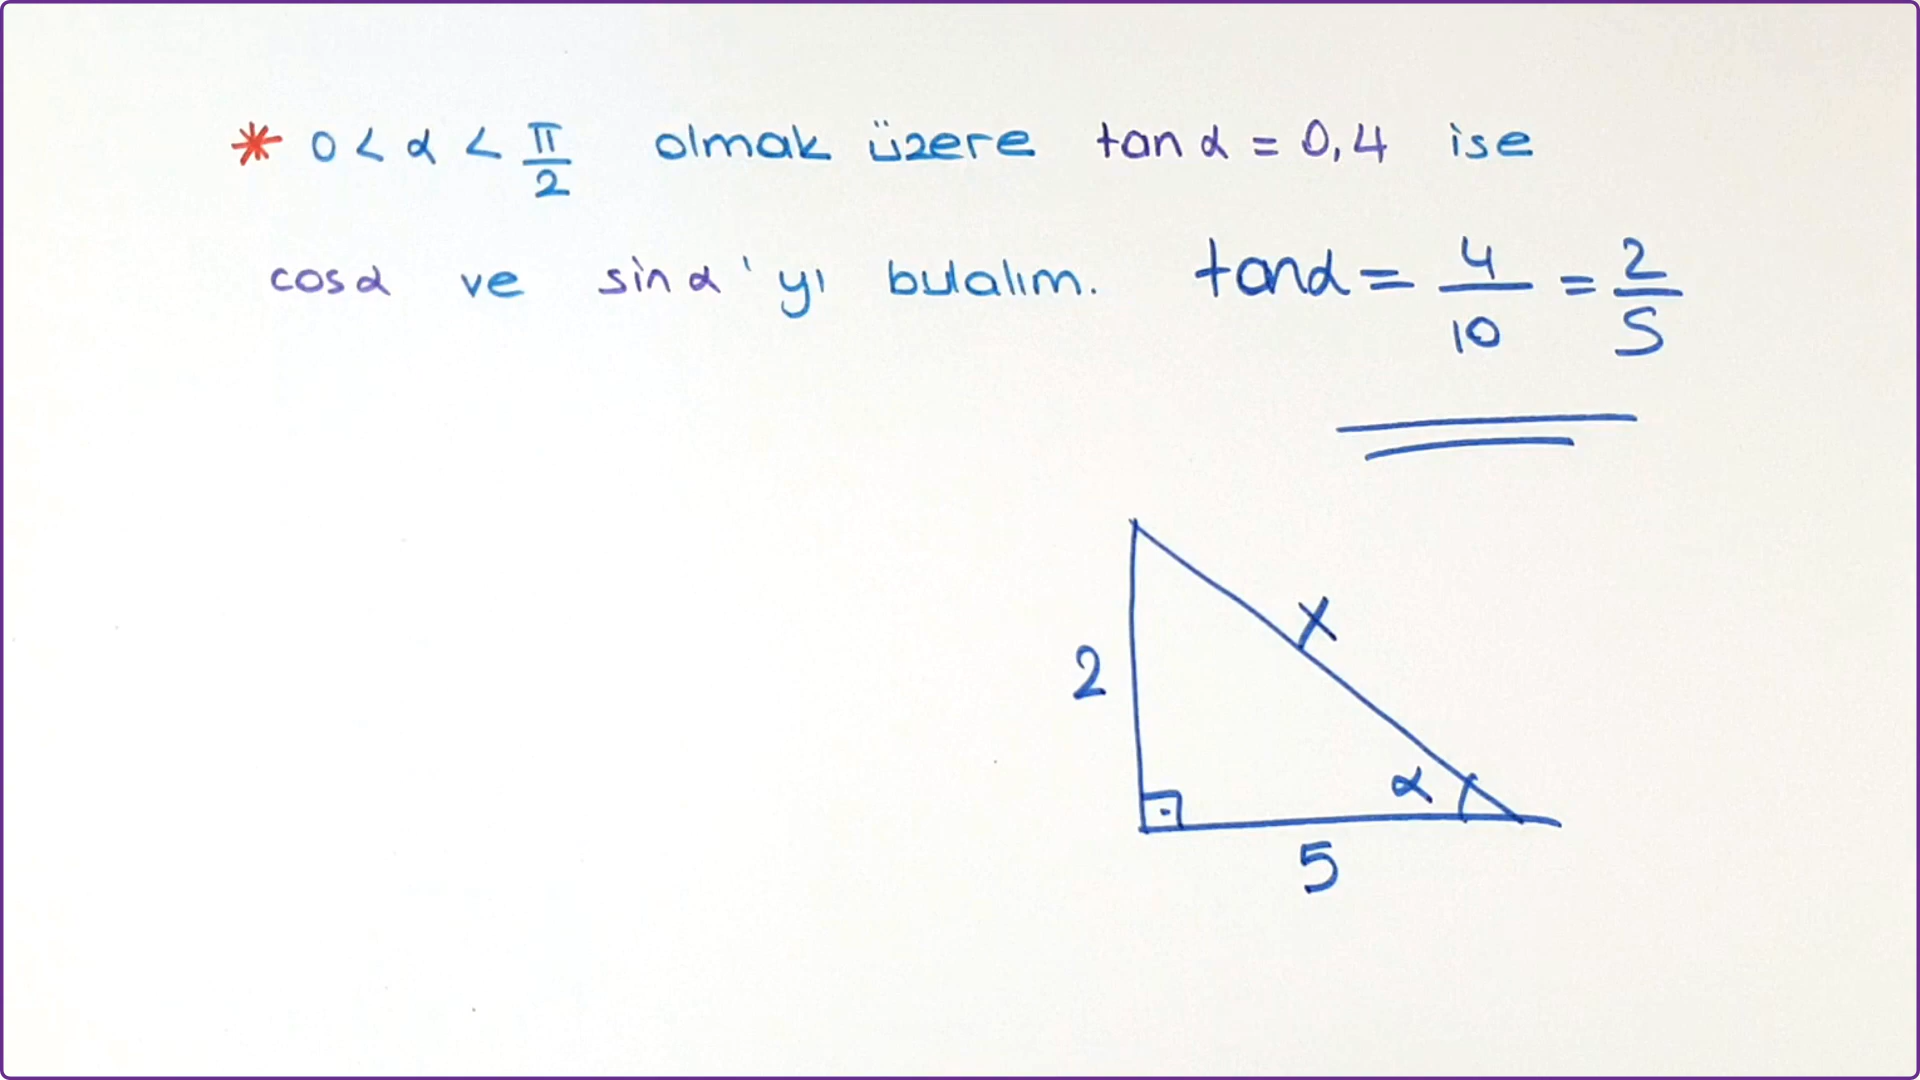 * 0 < α < π/2 olmak üzere tan α = 0,4 ise
cosα ve sin α 'yı bulalım. tanα = 4/10 = 2/5
x
2
α
5